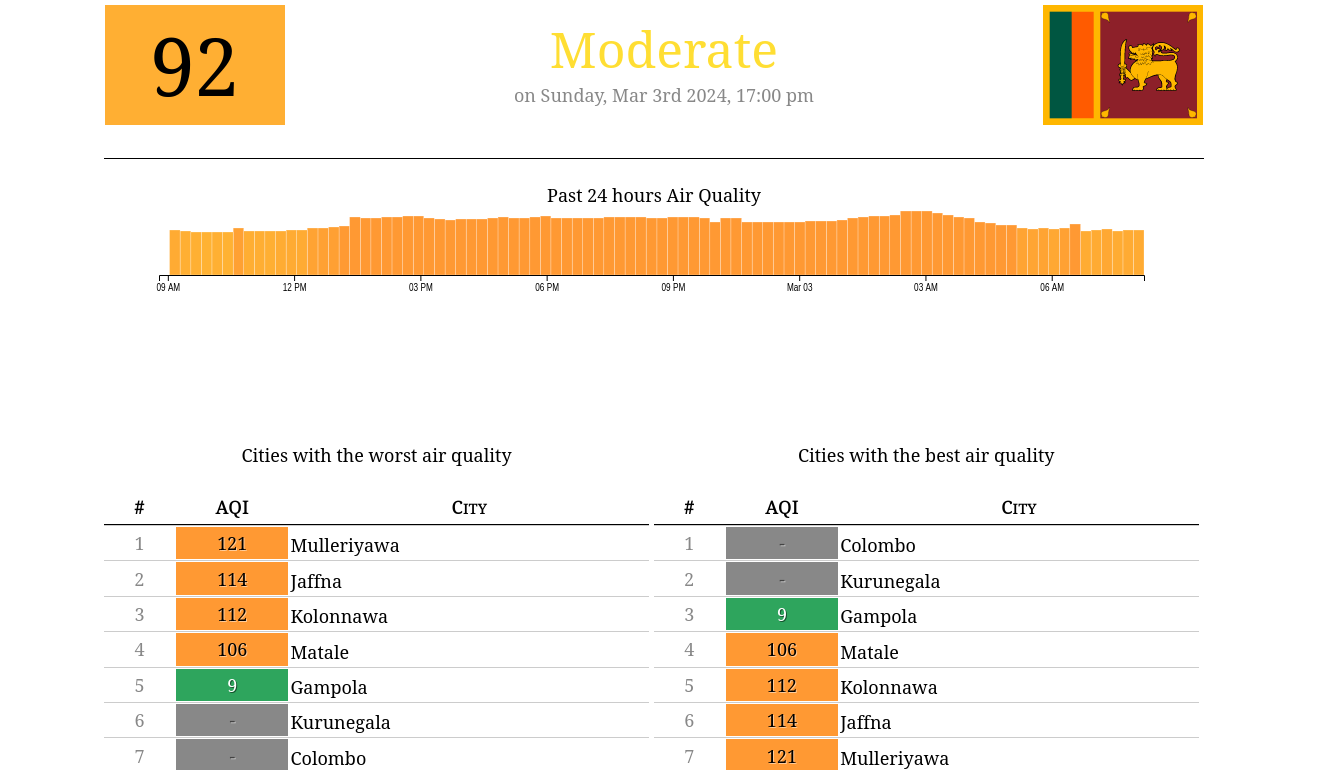 92
Moderate
on Sunday, Mar 3rd 2024, 17:00 pm
Past 24 hours Air Quality
09 AM 12 PM 03 PM 06 PM 09 PM Mar 03 03 AM 06 AM
Cities with the worst air quality
# AQI City
1 121 Mulleriyawa
2 114 Jaffna
3 112 Kolonnawa
4 106 Matale
5 9 Gampola
6 - Kurunegala
7 - Colombo
Cities with the best air quality
# AQI City
1 - Colombo
2 - Kurunegala
3 9 Gampola
4 106 Matale
5 112 Kolonnawa
6 114 Jaffna
7 121 Mulleriyawa